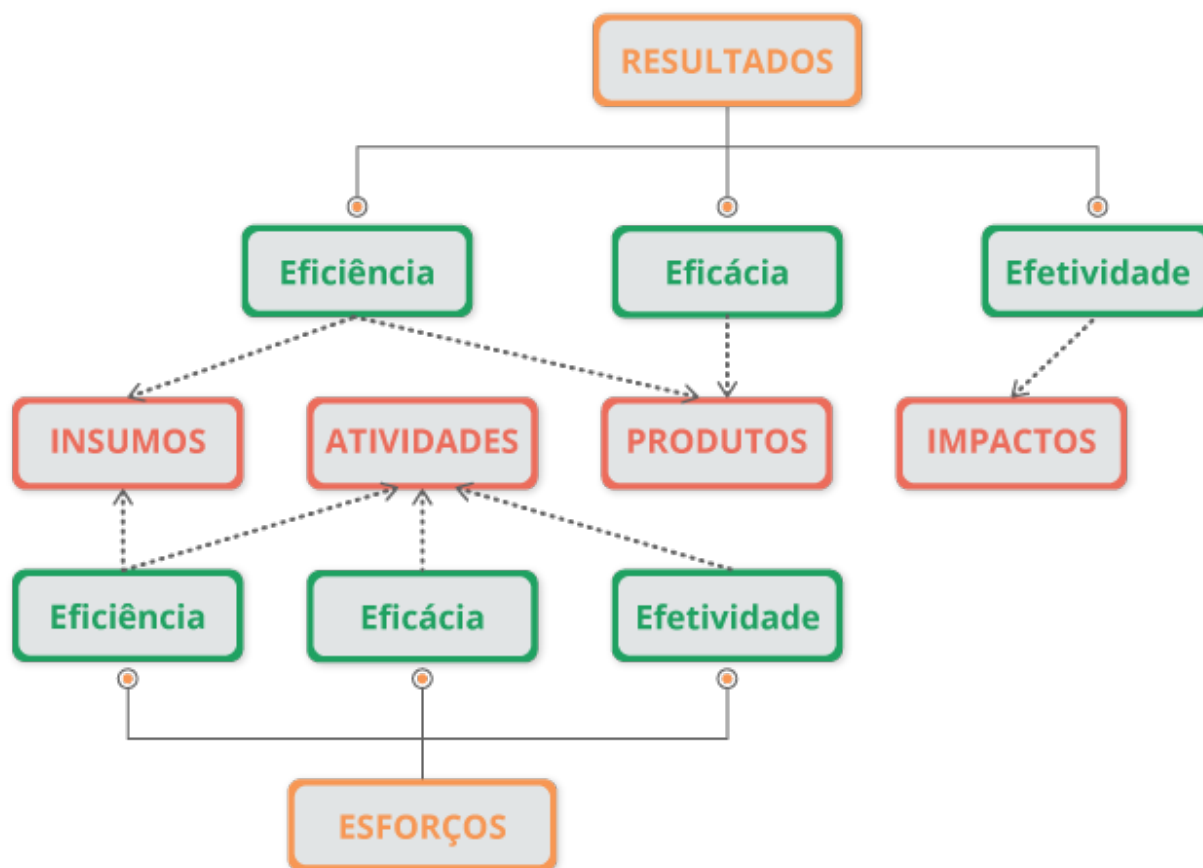 RESULTADOS
Eficiência
Eficácia
Efetividade
INSUMOS
ATIVIDADES
PRODUTOS
IMPACTOS
Eficiência
Eficácia
Efetividade
ESFORÇOS